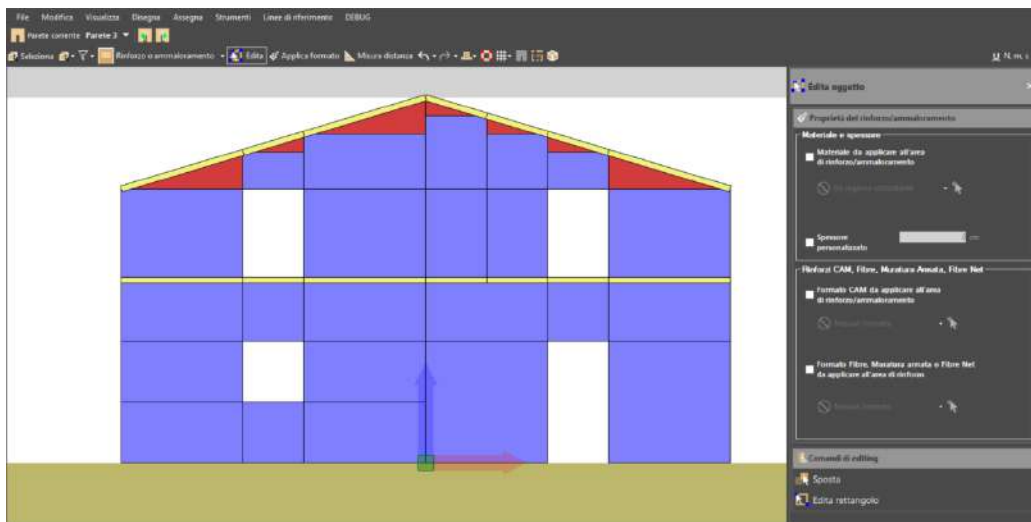 File Modifica Visualizza Disegna Assegna Strumenti Linee di riferimento DEBUG
Parete corrente Parete 3
Seleziona Rinforzo o ammaloramento Edita Applica formato Misura distanza
Edita oggetto
Proprietà del rinforzo/ammaloramento
Materiale e spessore
Materiale da applicare all'area
di rinforzo/ammaloramento
Spessore
personalizzato
Rinforzi CAM, Fibre, Muratura Armata, Fibre Net
Formato CAM da applicare all'area
di rinforzo/ammaloramento
Formato Fibre, Muratura armata o Fibre Net
da applicare all'area di rinforzo
Comandi di editing
Sposta
Edita rettangolo